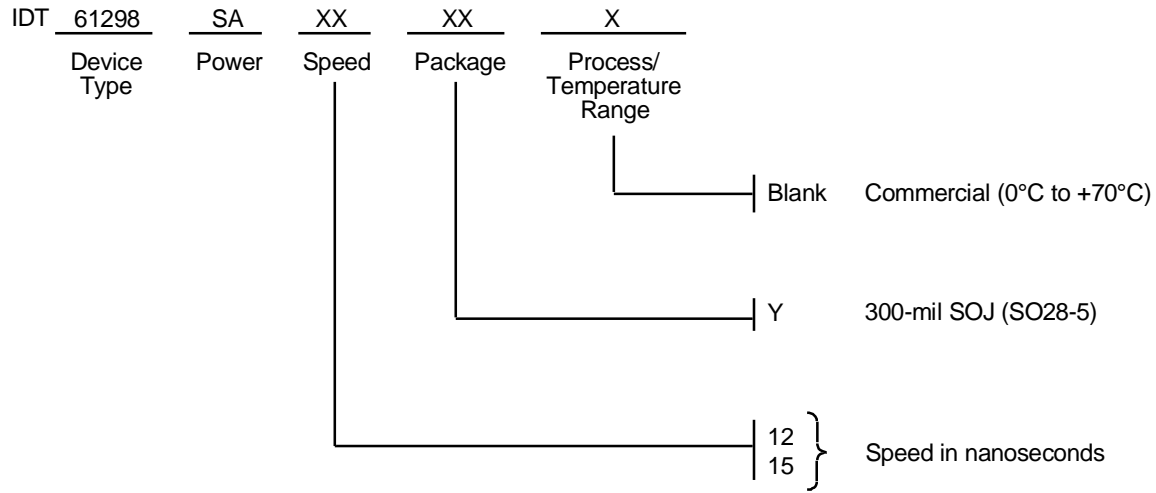 IDT 61298 SA XX XX X
Device Type Power Speed Package Process/ Temperature Range
Blank Commercial (0°C to +70°C)
Y 300-mil SOJ (SO28-5)
12
15 Speed in nanoseconds